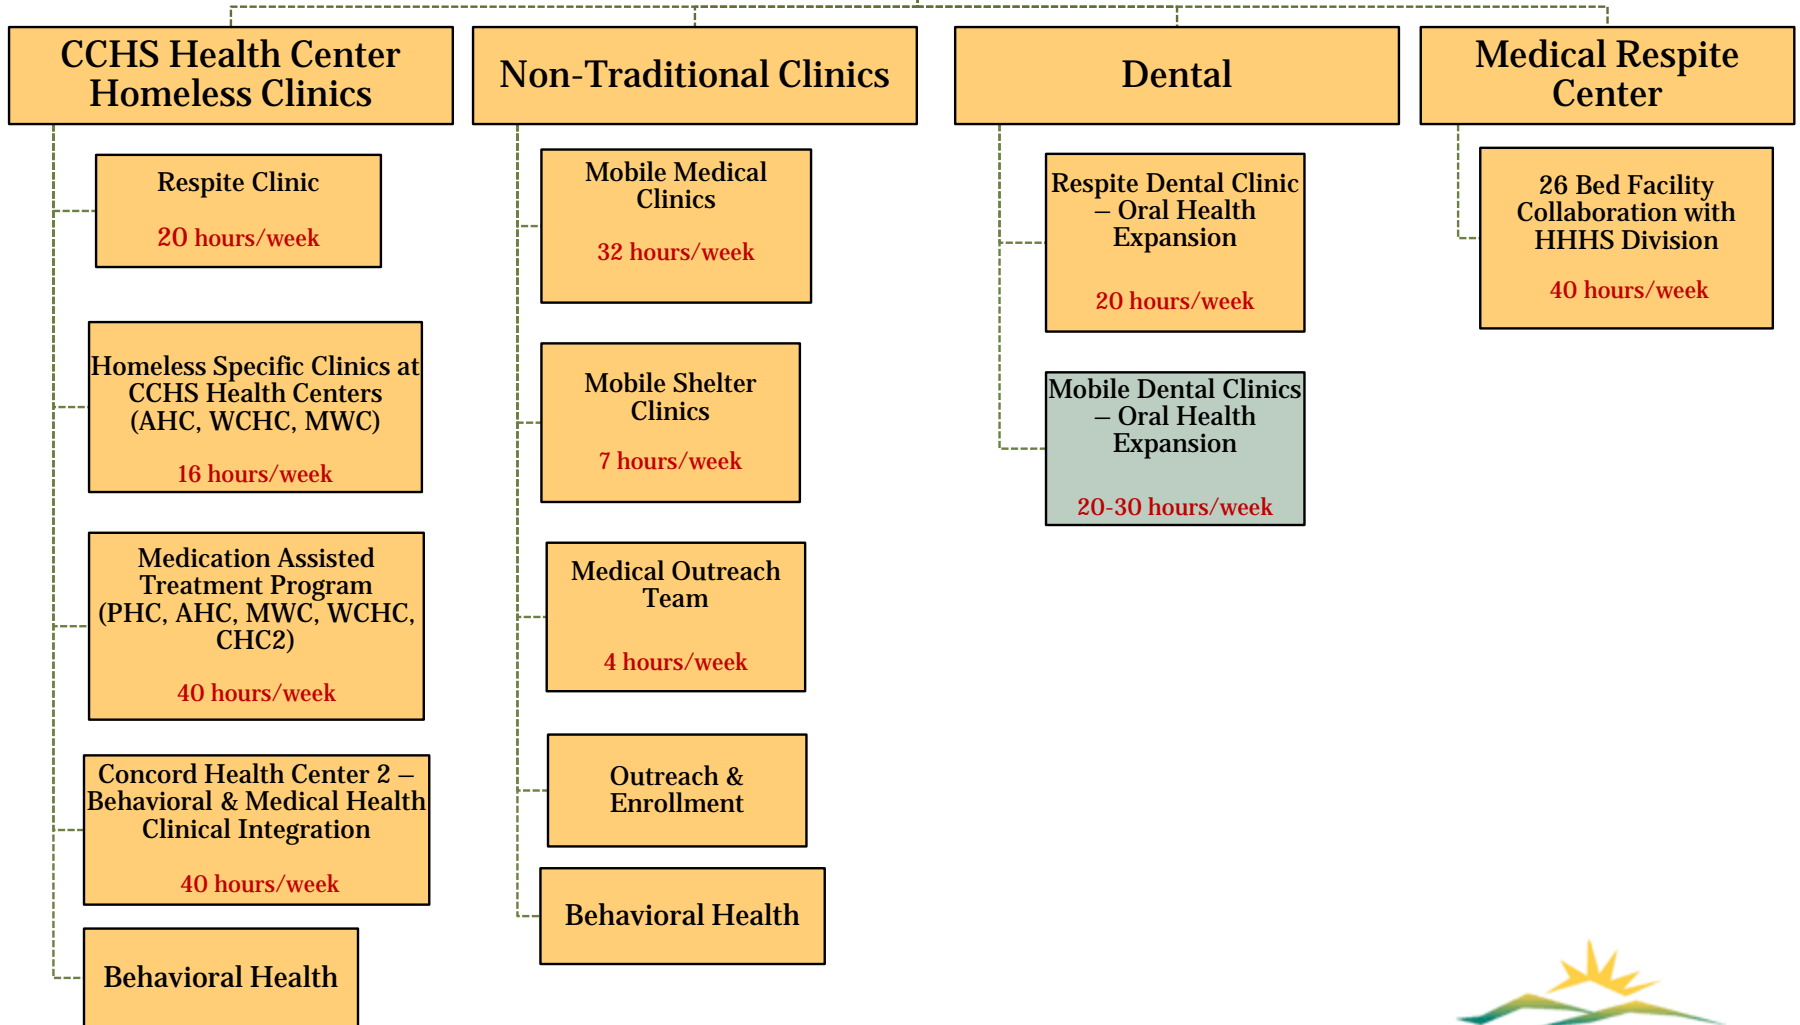 CCHS Health Center
Homeless Clinics
Respite Clinic
20 hours/week
Homeless Specific Clinics at
CCHS Health Centers
(AHC, WCHC, MWC)
16 hours/week
Medication Assisted
Treatment Program
(PHC, AHC, MWC, WCHC,
CHC2)
40 hours/week
Concord Health Center 2 –
Behavioral & Medical Health
Clinical Integration
40 hours/week
Behavioral Health
Non-Traditional Clinics
Mobile Medical
Clinics
32 hours/week
Mobile Shelter
Clinics
7 hours/week
Medical Outreach
Team
4 hours/week
Outreach &
Enrollment
Behavioral Health
Dental
Respite Dental Clinic
– Oral Health
Expansion
20 hours/week
Mobile Dental Clinics
– Oral Health
Expansion
20-30 hours/week
Medical Respite
Center
26 Bed Facility
Collaboration with
HHHS Division
40 hours/week